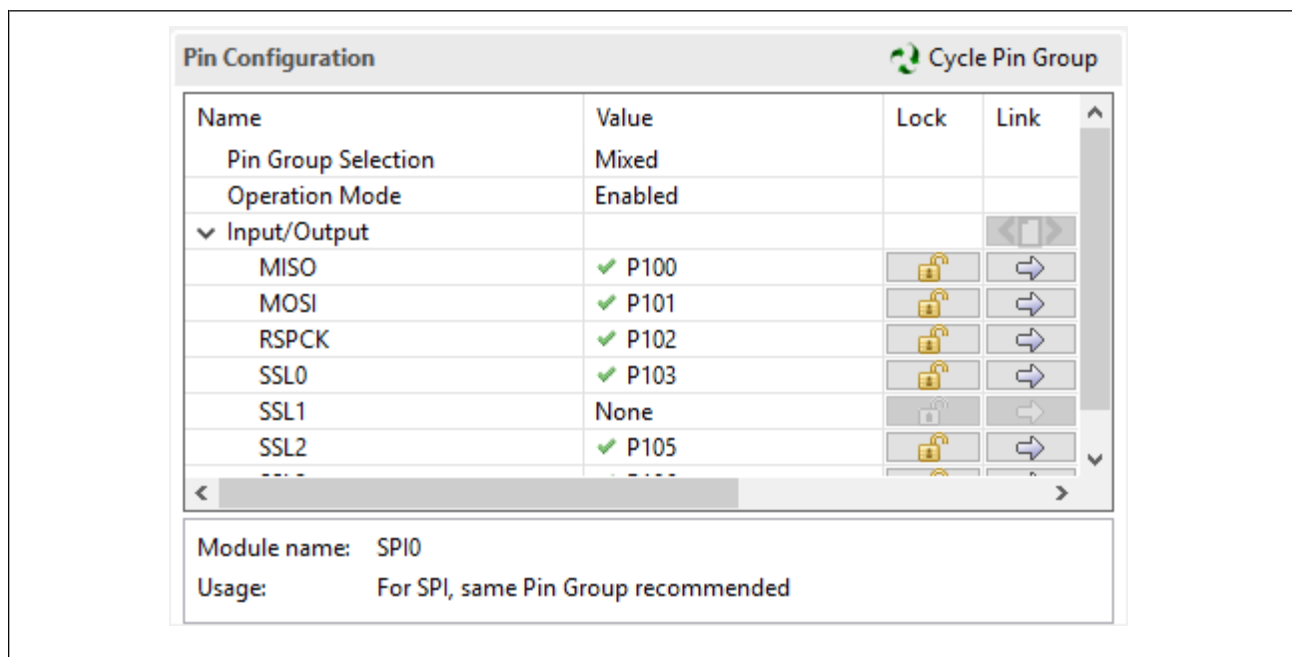 Pin Configuration Cycle Pin Group
Name Value Lock Link
Pin Group Selection Mixed
Operation Mode Enabled
Input/Output
MISO P100
MOSI P101
RSPCK P102
SSL0 P103
SSL1 None
SSL2 P105
Module name: SPI0
Usage: For SPI, same Pin Group recommended